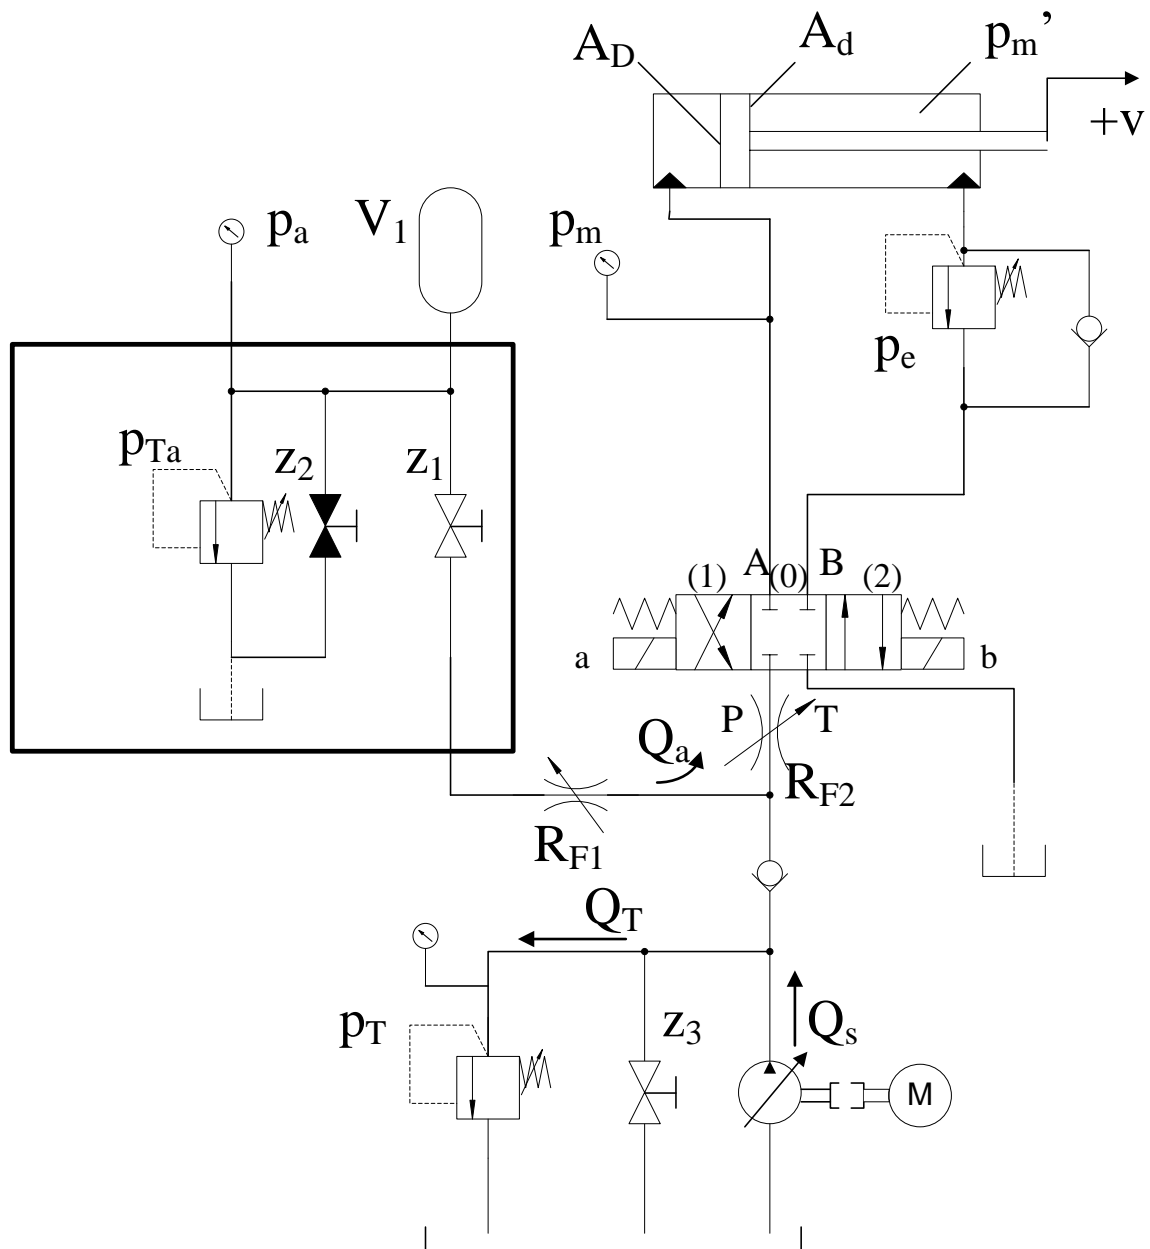 A_D
A_d
p_m’
+v
p_a
V_1
p_m
p_e
p_Ta
z_2
z_1
A
B
(1)
(0)
(2)
a
b
P
T
Q_a
R_F2
R_F1
Q_T
p_T
z_3
Q_s
M